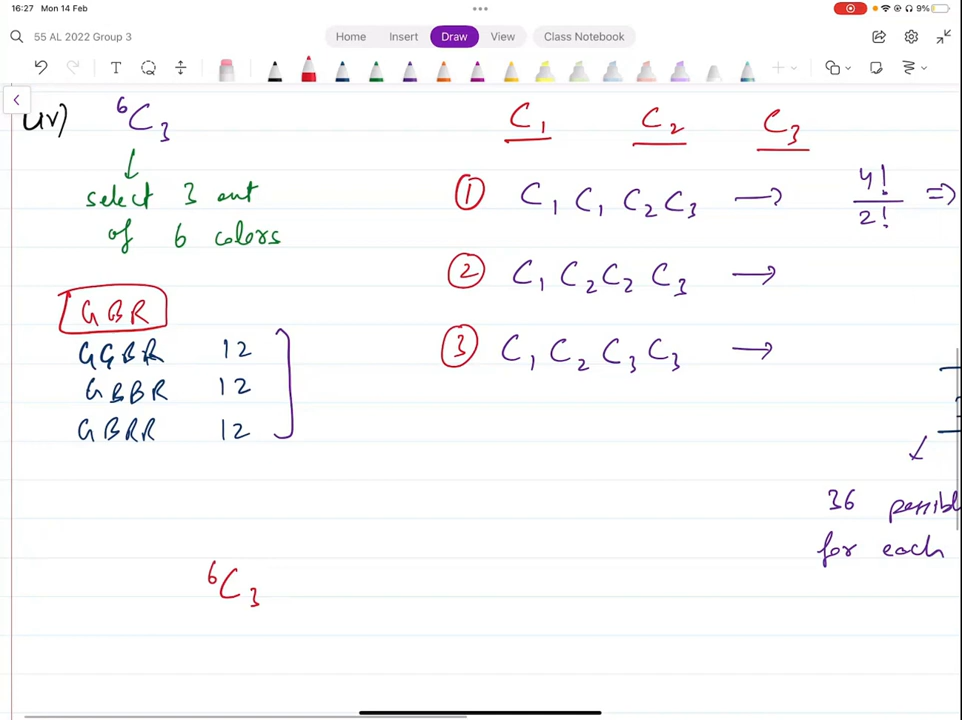 16:27 Mon 14 Feb
9%
55 AL 2022 Group 3
Home Insert Draw View Class Notebook
T
iv) ⁶C₃
select 3 out
of 6 colors
GBR
GGBR 12
GBBR 12
GBRR 12
⁶C₃
C₁ C₂ C₃
① C₁ C₁ C₂ C₃ → 4!/2! ⇒
② C₁ C₂ C₂ C₃ →
③ C₁ C₂ C₃ C₃ →
36 possibl
for each